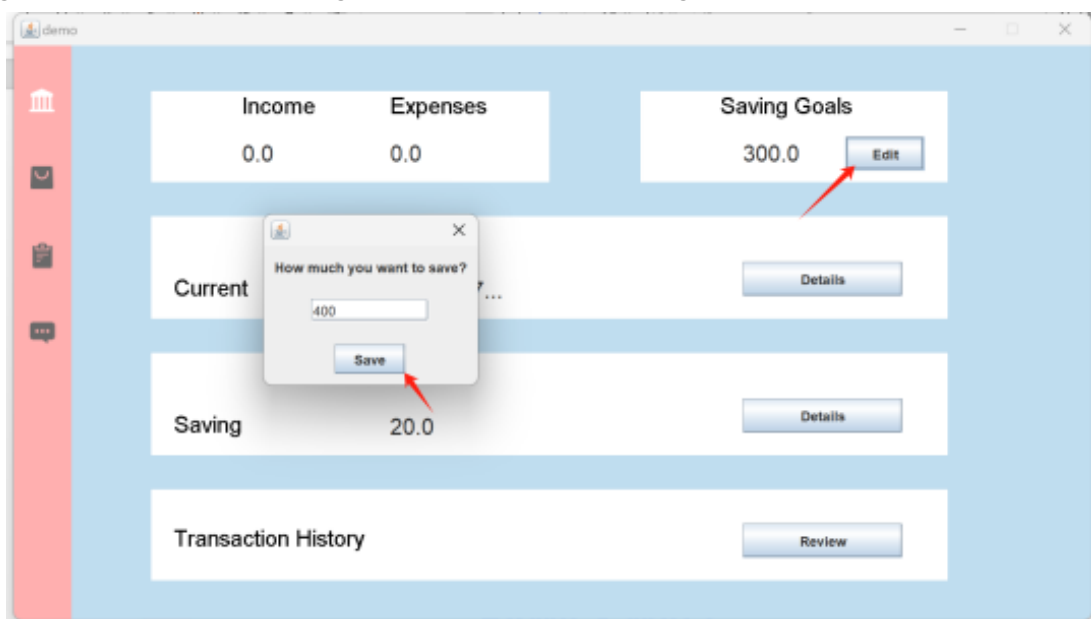 demo
Income Expenses Saving Goals
0.0 0.0 300.0 Edit
How much you want to save?
Current 7... Details
400
Save
Saving 20.0 Details
Transaction History Review